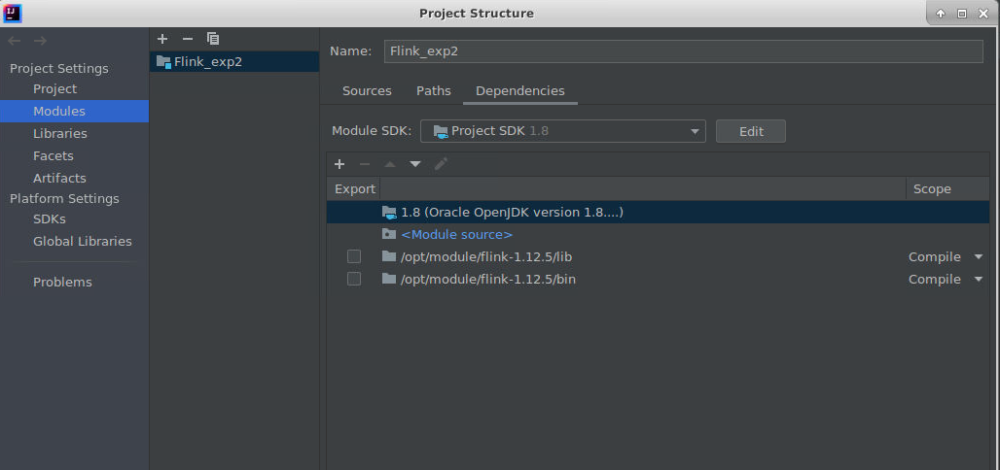 Project Structure
Project Settings
Project
Modules
Libraries
Facets
Artifacts
Platform Settings
SDKs
Global Libraries
Problems
Flink_exp2
Name: Flink_exp2
Sources Paths Dependencies
Module SDK: Project SDK 1.8 Edit
Export Scope
1.8 (Oracle OpenJDK version 1.8....)
<Module source>
/opt/module/flink-1.12.5/lib Compile
/opt/module/flink-1.12.5/bin Compile